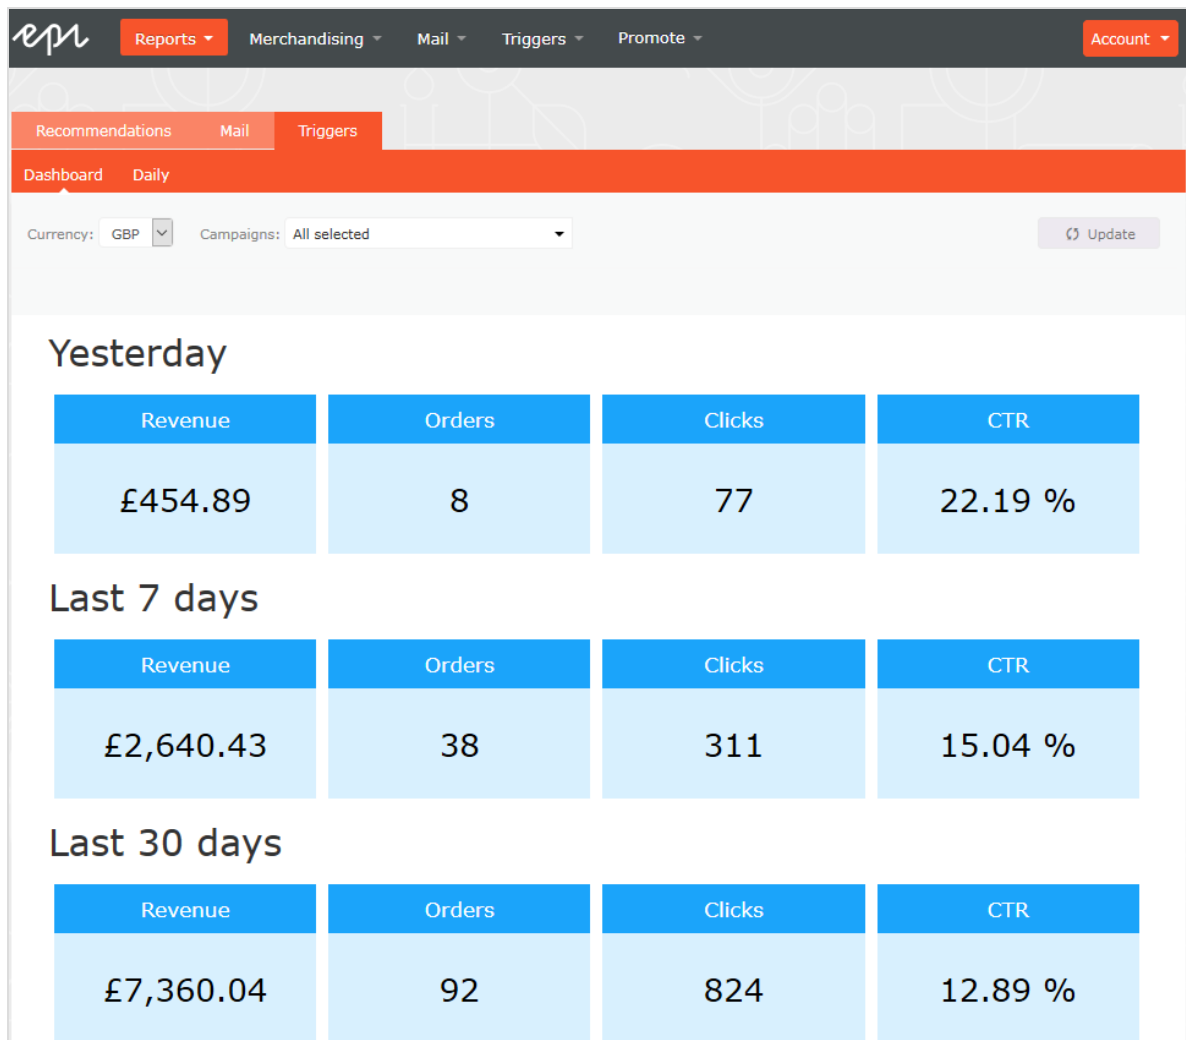 epi Reports Merchandising Mail Triggers Promote Account
Recommendations Mail Triggers
Dashboard Daily
Currency: GBP Campaigns: All selected Update
Yesterday
Revenue Orders Clicks CTR
£454.89 8 77 22.19 %
Last 7 days
Revenue Orders Clicks CTR
£2,640.43 38 311 15.04 %
Last 30 days
Revenue Orders Clicks CTR
£7,360.04 92 824 12.89 %